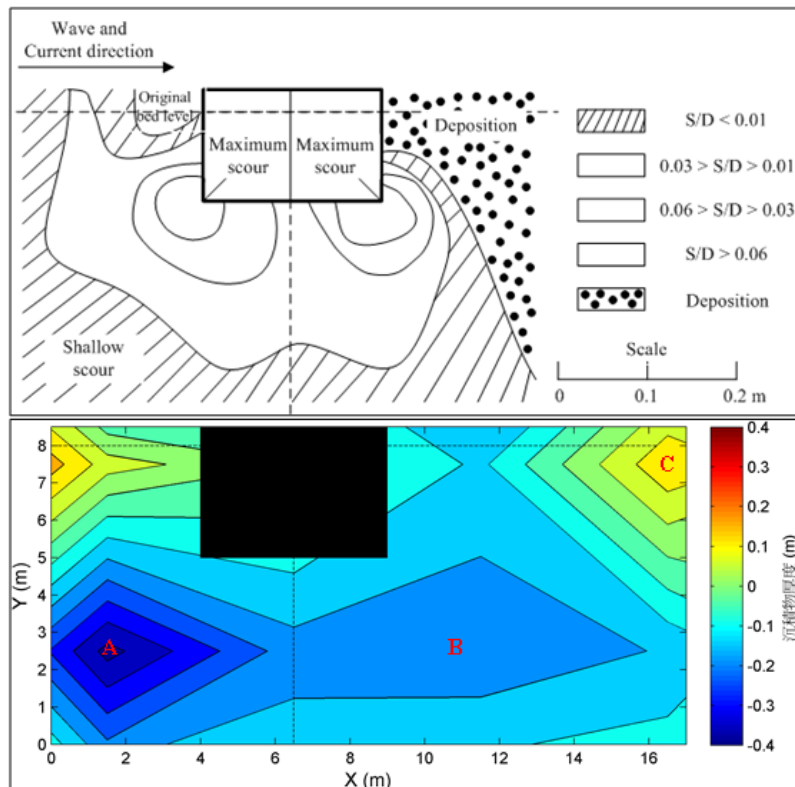 Wave and
Current direction
Original
bed level
Maximum
scour
Maximum
scour
Deposition
Shallow
scour
S/D < 0.01
0.03 > S/D > 0.01
0.06 > S/D > 0.03
S/D > 0.06
Deposition
Scale
0 0.1 0.2 m
8
7
6
5
4
3
2
1
0
Y (m)
A
B
C
0 2 4 6 8 10 12 14 16
X (m)
0.4
0.3
0.2
0.1
0
-0.1
-0.2
-0.3
-0.4
沉积物厚度 (m)